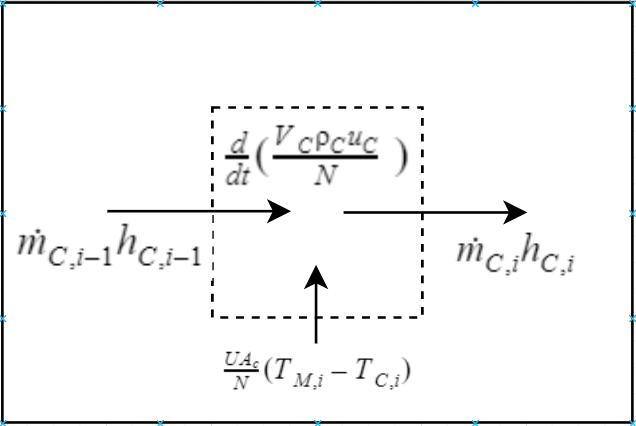 d/dt(V_C ρ_C u_C / N)
ṁ_{C,i−1}h_{C,i−1}
ṁ_{C,i}h_{C,i}
UA_c/N(T_{M,i} − T_{C,i})